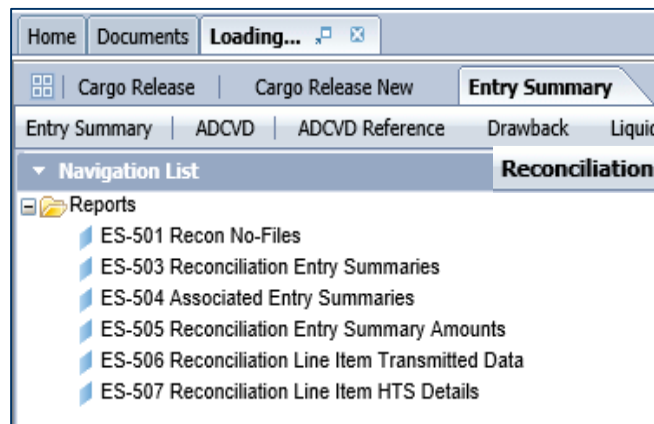 Home Documents Loading...
Cargo Release | Cargo Release New Entry Summary
Entry Summary | ADCVD | ADCVD Reference Drawback Liquid
Navigation List Reconciliation
Reports
ES-501 Recon No-Files
ES-503 Reconciliation Entry Summaries
ES-504 Associated Entry Summaries
ES-505 Reconciliation Entry Summary Amounts
ES-506 Reconciliation Line Item Transmitted Data
ES-507 Reconciliation Line Item HTS Details